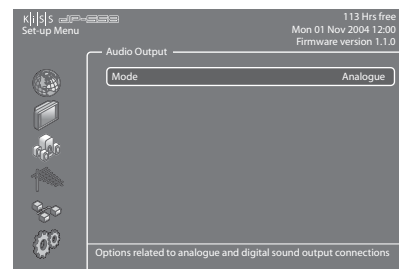 KiSS DP-558
113 Hrs free
Set-up Menu
Mon 01 Nov 2004 12:00
Firmware version 1.1.0
Audio Output
Mode Analogue
Options related to analogue and digital sound output connections